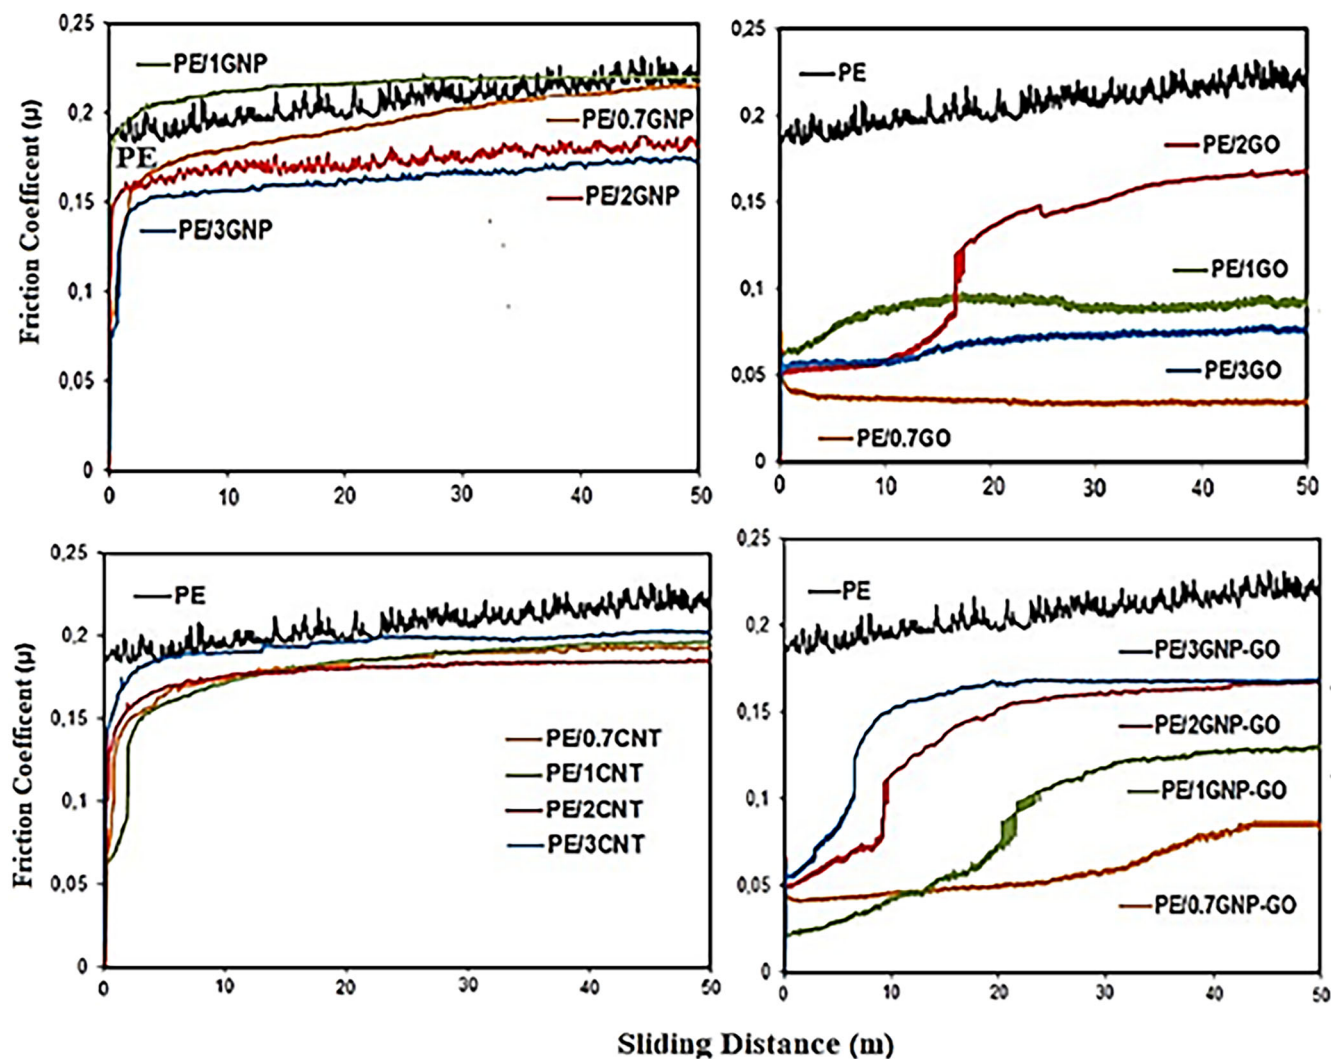 Friction Coefficent (μ)
0,25
0,2
0,15
0,1
0,05
0
PE/1GNP
PE
PE/0.7GNP
PE/2GNP
PE/3GNP
0 10 20 30 40 50
0,25
0,2
0,15
0,1
0,05
0
PE
PE/2GO
PE/1GO
PE/3GO
PE/0.7GO
0 10 20 30 40 50
Friction Coefficent (μ)
0,25
0,2
0,15
0,1
0,05
0
PE
PE/0.7CNT
PE/1CNT
PE/2CNT
PE/3CNT
0 10 20 30 40 50
0,25
0,2
0,15
0,1
0,05
0
PE
PE/3GNP-GO
PE/2GNP-GO
PE/1GNP-GO
PE/0.7GNP-GO
0 10 20 30 40 50
Sliding Distance (m)